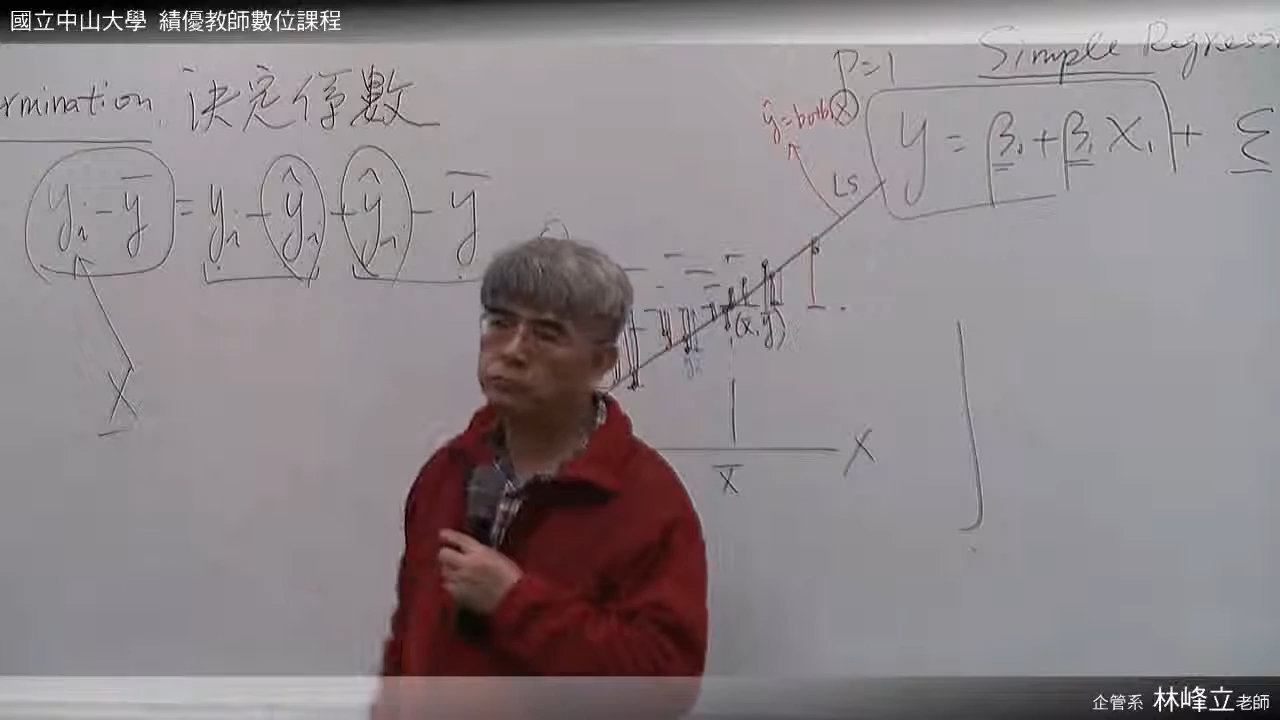 國立中山大學 績優教師數位課程
Simple Regress
P=1
rmination 決定係數
ŷ=b₀+b₁(x)
y = β₀+β₁X₁+ Σ
LS
yᵢ-ȳ = yᵢ-ŷᵢ+ŷᵢ-ȳ
(x̄,ȳ)
yᵢ
X
X
x̄
企管系 林峰立老師